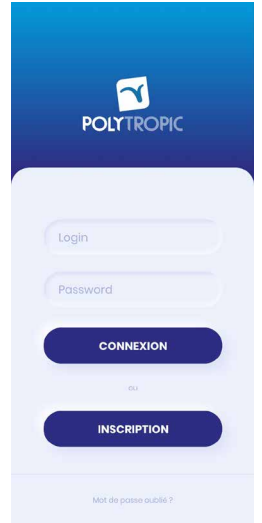 POLYTROPIC
Login
Password
CONNEXION
ou
INSCRIPTION
Mot de passe oublié ?